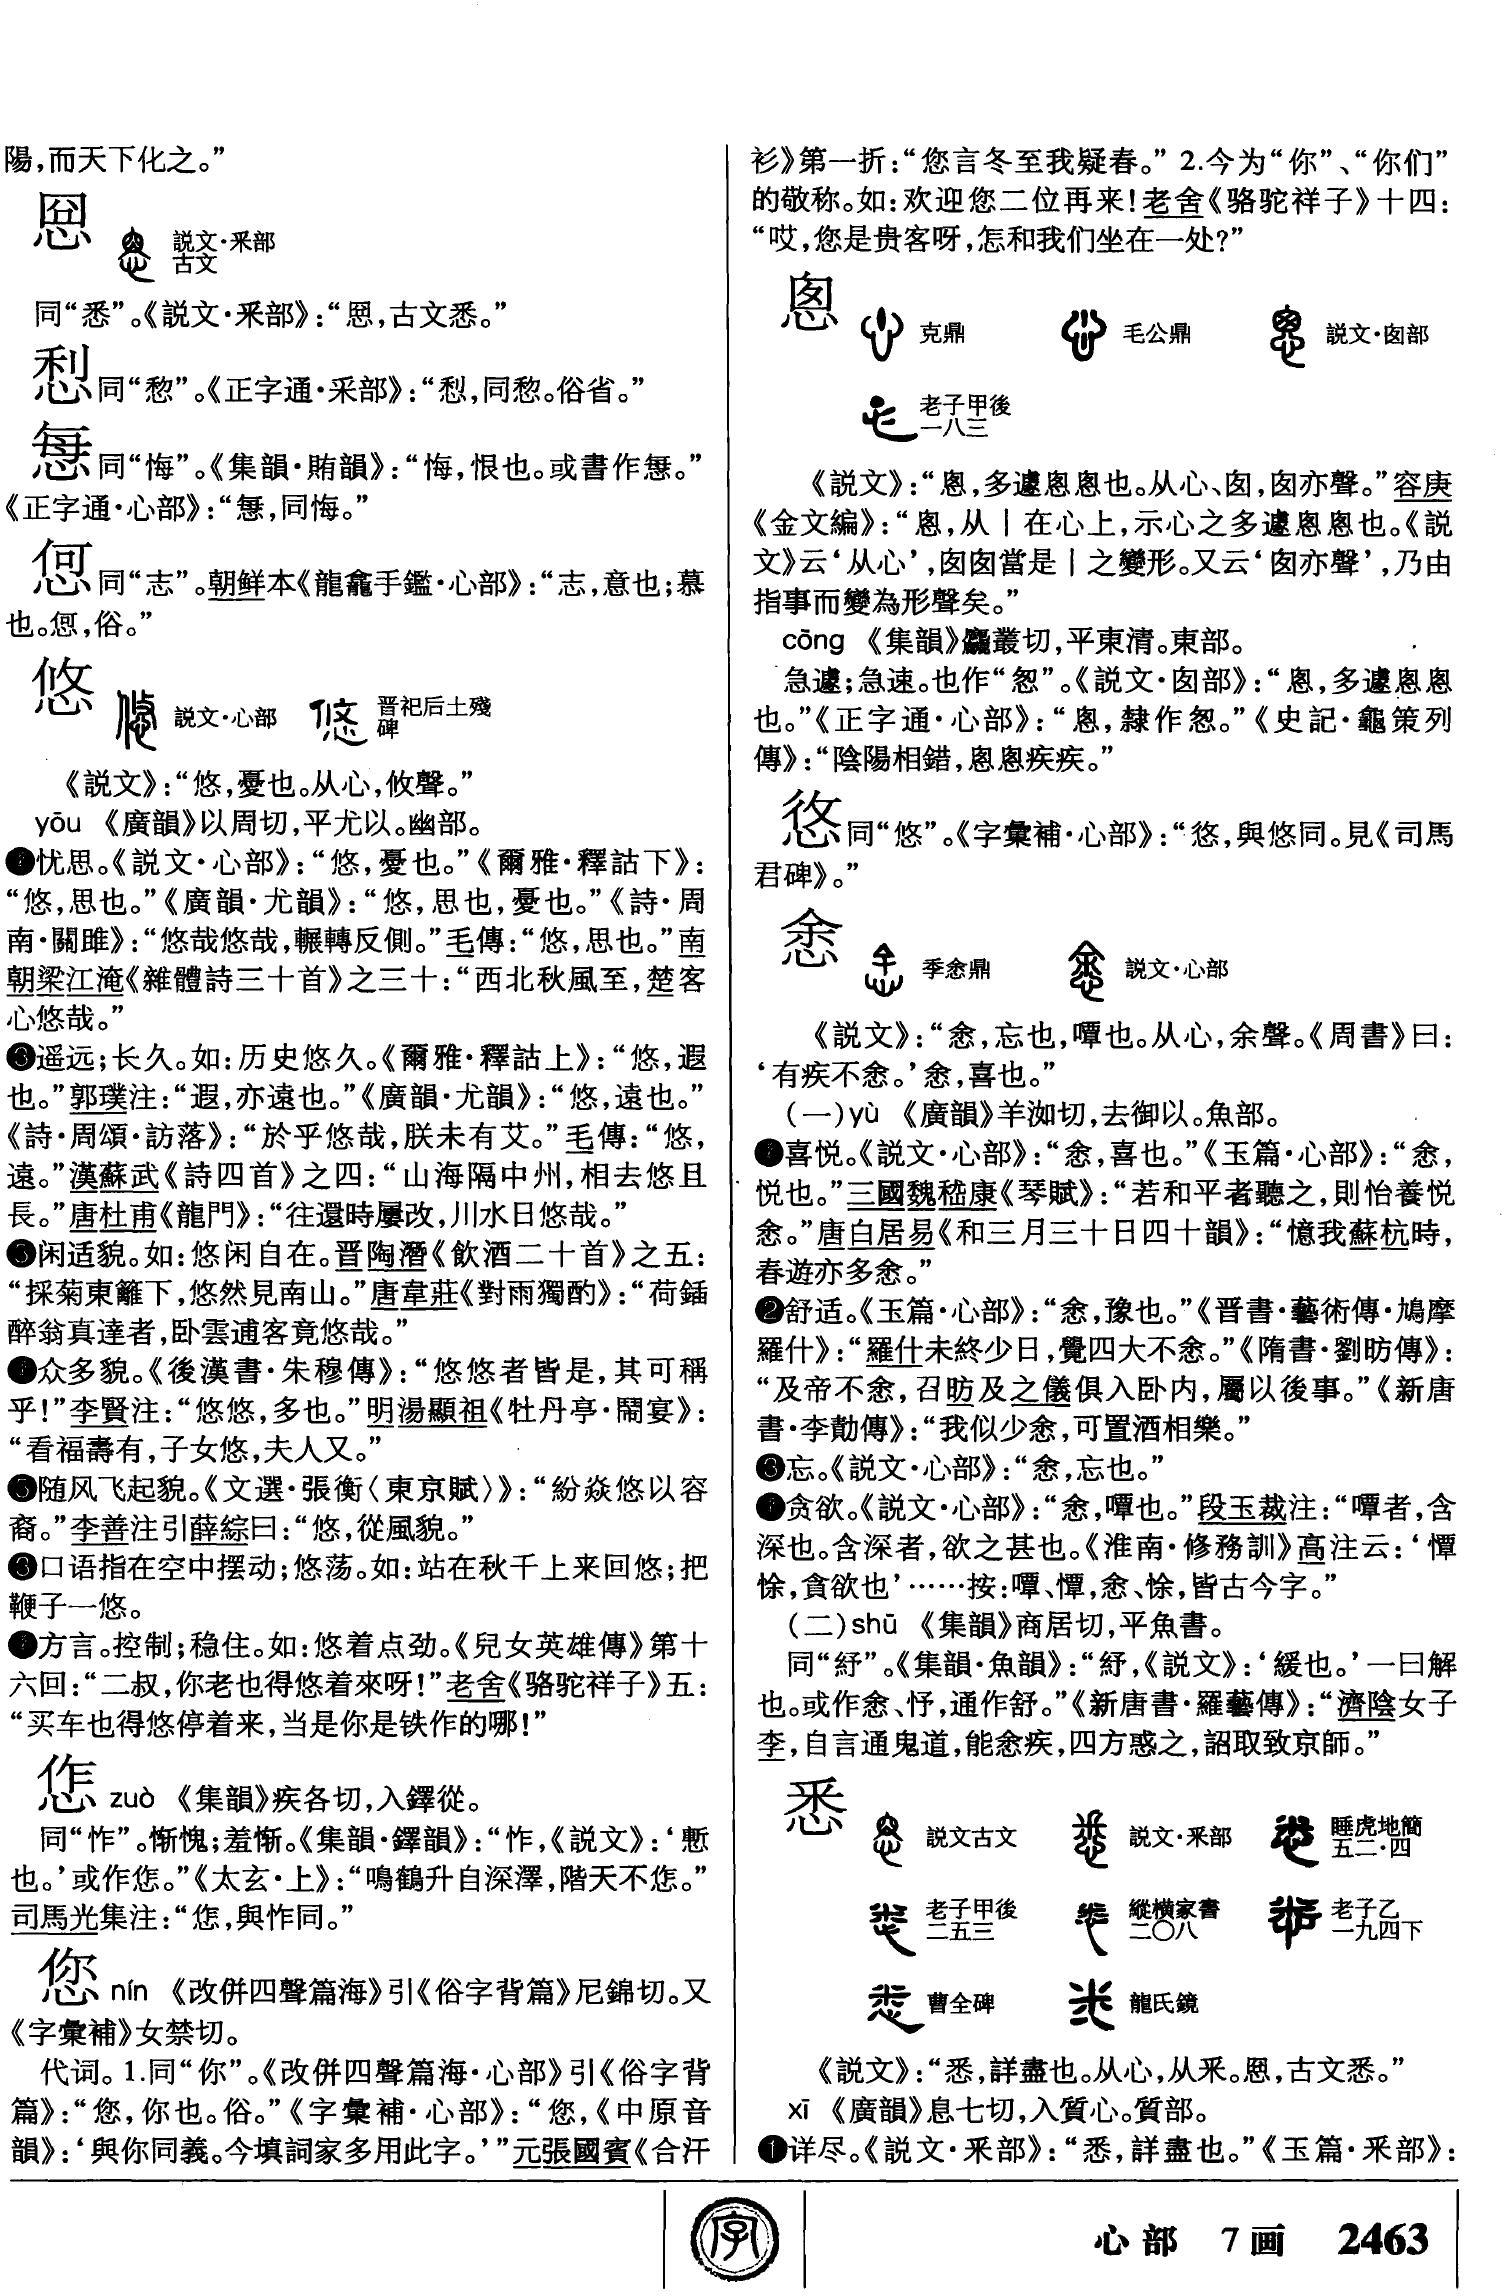 陽，而天下化之。”
恖
説文·釆部
古文
同“悉”。《説文·釆部》：“恖，古文悉。”
悡同“𢟍”。《正字通·采部》：“悡，同𢟍。俗省。”
𢘅同“悔”。《集韻·賄韻》：“悔，恨也。或書作𢘅。”
《正字通·心部》：“𢘅，同悔。”
同“志”。朝鲜本《龍龕手鑑·心部》：“志，意也；慕
俗。”
悠
説文·心部
晋祀后土殘
碑
《説文》：“悠，憂也。从心，攸聲。”
yōu 《廣韻》以周切，平尤以。幽部。
❶忧思。《説文·心部》：“悠，憂也。”《爾雅·釋詁下》：
“悠，思也。”《廣韻·尤韻》：“悠，思也，憂也。”《詩·周
南·關雎》：“悠哉悠哉，輾轉反側。”毛傳：“悠，思也。”南
朝梁江淹《雜體詩三十首》之三十：“西北秋風至，楚客
心悠哉。”
❷遥远；长久。如：历史悠久。《爾雅·釋詁上》：“悠，遐
也。”郭璞注：“遐，亦遠也。”《廣韻·尤韻》：“悠，遠也。”
《詩·周頌·訪落》：“於乎悠哉，朕未有艾。”毛傳：“悠，
遠。”漢蘇武《詩四首》之四：“山海隔中州，相去悠且
長。”唐杜甫《龍門》：“往還時屢改，川水日悠哉。”
❸闲适貌。如：悠闲自在。晋陶潛《飲酒二十首》之五：
“採菊東籬下，悠然見南山。”唐韋莊《對雨獨酌》：“荷鍤
醉翁真達者，卧雲逋客竟悠哉。”
❹众多貌。《後漢書·朱穆傳》：“悠悠者皆是，其可稱
乎！”李賢注：“悠悠，多也。”明湯顯祖《牡丹亭·鬧宴》：
“看福壽有，子女悠，夫人又。”
❺随风飞起貌。《文選·張衡〈東京賦〉》：“紛焱悠以容
裔。”李善注引薛綜曰：“悠，從風貌。”
❻口语指在空中摆动；悠荡。如：站在秋千上来回悠；把
鞭子一悠。
❼方言。控制；稳住。如：悠着点劲。《兒女英雄傳》第十
六回：“二叔，你老也得悠着來呀！”老舍《骆驼祥子》五：
“买车也得悠停着来，当是你是铁作的哪！”
𢘓 zuò 《集韻》疾各切，入鐸從。
同“怍”。惭愧；羞惭。《集韻·鐸韻》：“怍，《説文》：‘慙
也。’或作𢘓。”《太玄·上》：“鳴鶴升自深澤，階天不𢘓。”
司馬光集注：“𢘓，與怍同。”
您 nín 《改併四聲篇海》引《俗字背篇》尼錦切。又
《字彙補》女禁切。
代词。1.同“你”。《改併四聲篇海·心部》引《俗字背
篇》：“您，你也。俗。”《字彙補·心部》：“您，《中原音
韻》：‘與你同義。今填詞家多用此字。’”元張國賓《合汗
衫》第一折：“您言冬至我疑春。” 2.今为“你”、“你们”
的敬称。如：欢迎您二位再来！老舍《骆驼祥子》十四：
“哎，您是贵客呀，怎和我们坐在一处？”
悤
克鼎
毛公鼎
説文·囱部
老子甲後
一八三
《説文》：“悤，多遽悤悤也。从心、囱，囱亦聲。”容庚
《金文編》：“悤，从丨在心上，示心之多遽悤悤也。《説
文》云‘从心’，囱囱當是丨之變形。又云‘囱亦聲’，乃由
指事而變為形聲矣。”
cōng 《集韻》麤叢切，平東清。東部。
急遽；急速。也作“怱”。《説文·囱部》：“悤，多遽悤悤
也。”《正字通·心部》：“悤，隸作怱。”《史記·龜策列
傳》：“陰陽相錯，悤悤疾疾。”
同“悠”。《字彙補·心部》：“與悠同。見《司馬
君碑》。”
悆
季悆鼎
説文·心部
《説文》：“悆，忘也，嘾也。从心，余聲。《周書》曰：
‘有疾不悆。’悆，喜也。”
（一）yù 《廣韻》羊洳切，去御以。魚部。
❶喜悦。《説文·心部》：“悆，喜也。”《玉篇·心部》：“悆，
悦也。”三國魏嵇康《琴賦》：“若和平者聽之，則怡養悦
悆。”唐白居易《和三月三十日四十韻》：“憶我蘇杭時，
春遊亦多悆。”
❷舒适。《玉篇·心部》：“悆，豫也。”《晋書·藝術傳·鳩摩
羅什》：“羅什未終少日，覺四大不悆。”《隋書·劉昉傳》：
“及帝不悆，召昉及之儀俱入卧内，屬以後事。”《新唐
書·李勣傳》：“我似少悆，可置酒相樂。”
❸忘。《説文·心部》：“悆，忘也。”
❹贪欲。《説文·心部》：“悆，嘾也。”段玉裁注：“嘾者，含
深也。含深者，欲之甚也。《淮南·修務訓》高注云：‘憛
悇，貪欲也’……按：嘾、憛，悆、悇，皆古今字。”
（二）shū 《集韻》商居切，平魚書。
同“紓”。《集韻·魚韻》：“紓，《説文》：‘緩也。’一曰解
也。或作悆、忬，通作舒。”《新唐書·羅藝傳》：“濟陰女子
李，自言通鬼道，能悆疾，四方惑之，詔取致京師。”
悉
説文古文
説文·釆部
睡虎地簡
五二·四
老子甲後
二五三
縱横家書
二〇八
老子乙
一九四下
曹全碑
龍氏鏡
《説文》：“悉，詳盡也。从心，从釆。恖，古文悉。”
xī 《廣韻》息七切，入質心。質部。
❶详尽。《説文·釆部》：“悉，詳盡也。”《玉篇·釆部》：
字
心部 7画 2463